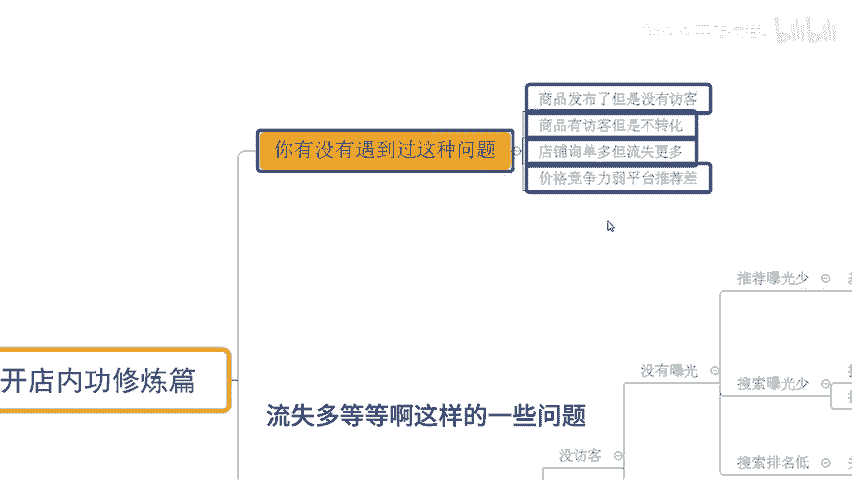 bilibili
商品发布了但是没有访客
商品有访客但是不转化
你有没有遇到过这种问题
店铺询单多但流失更多
价格竞争力弱平台推荐差
推荐曝光少
没有曝光
搜索曝光少
开店内功修炼篇
流失多等等啊这样的一些问题
没访客
搜索排名低